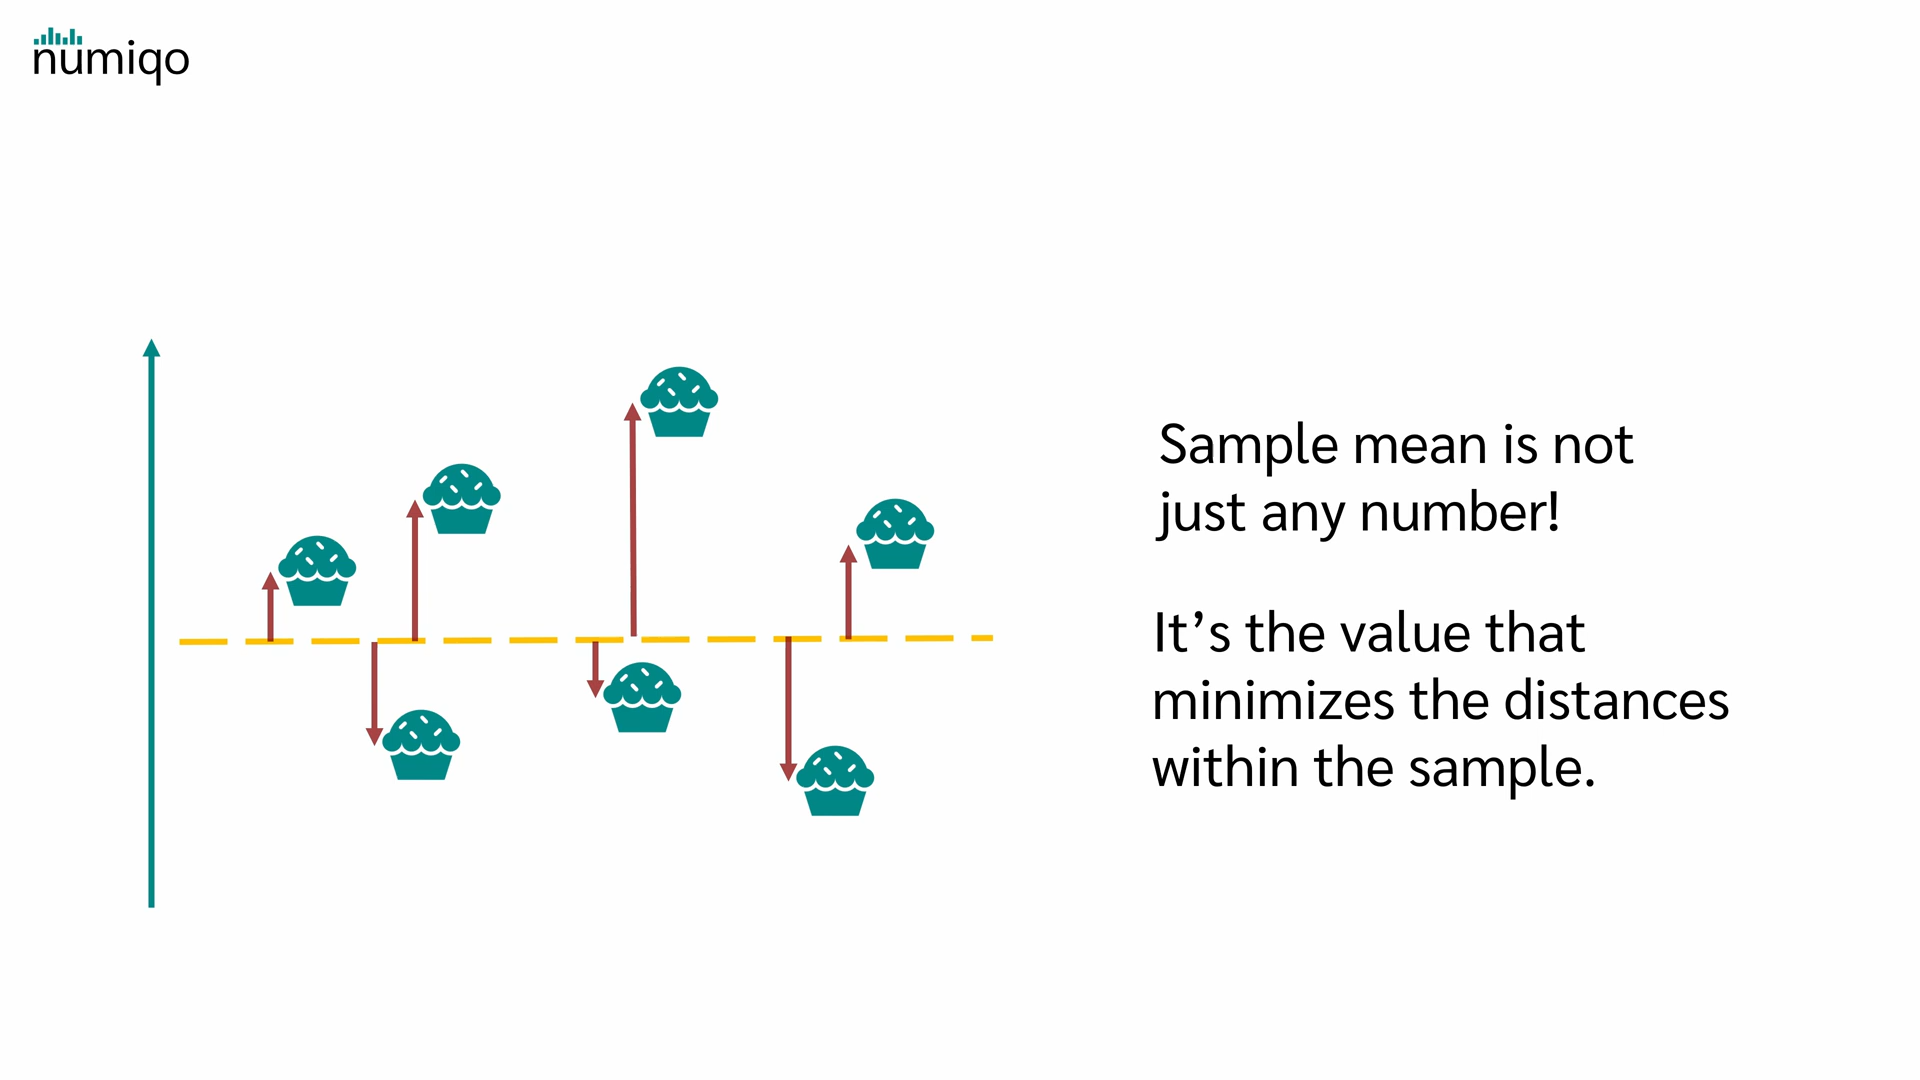 numiqo
Sample mean is not
just any number!
It’s the value that
minimizes the distances
within the sample.